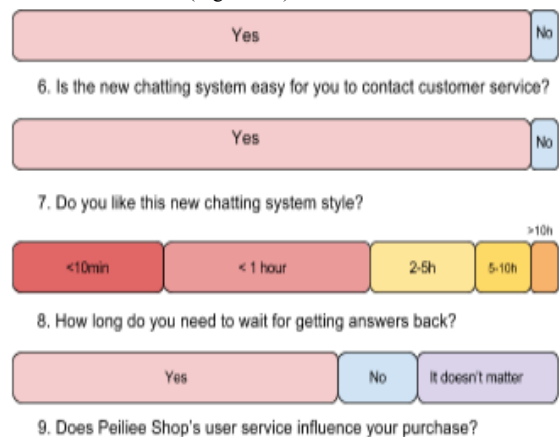 Yes No
6. Is the new chatting system easy for you to contact customer service?
Yes No
7. Do you like this new chatting system style?
>10h
<10min < 1 hour 2-5h 5-10h
8. How long do you need to wait for getting answers back?
Yes No It doesn't matter
9. Does Peiliee Shop's user service influence your purchase?